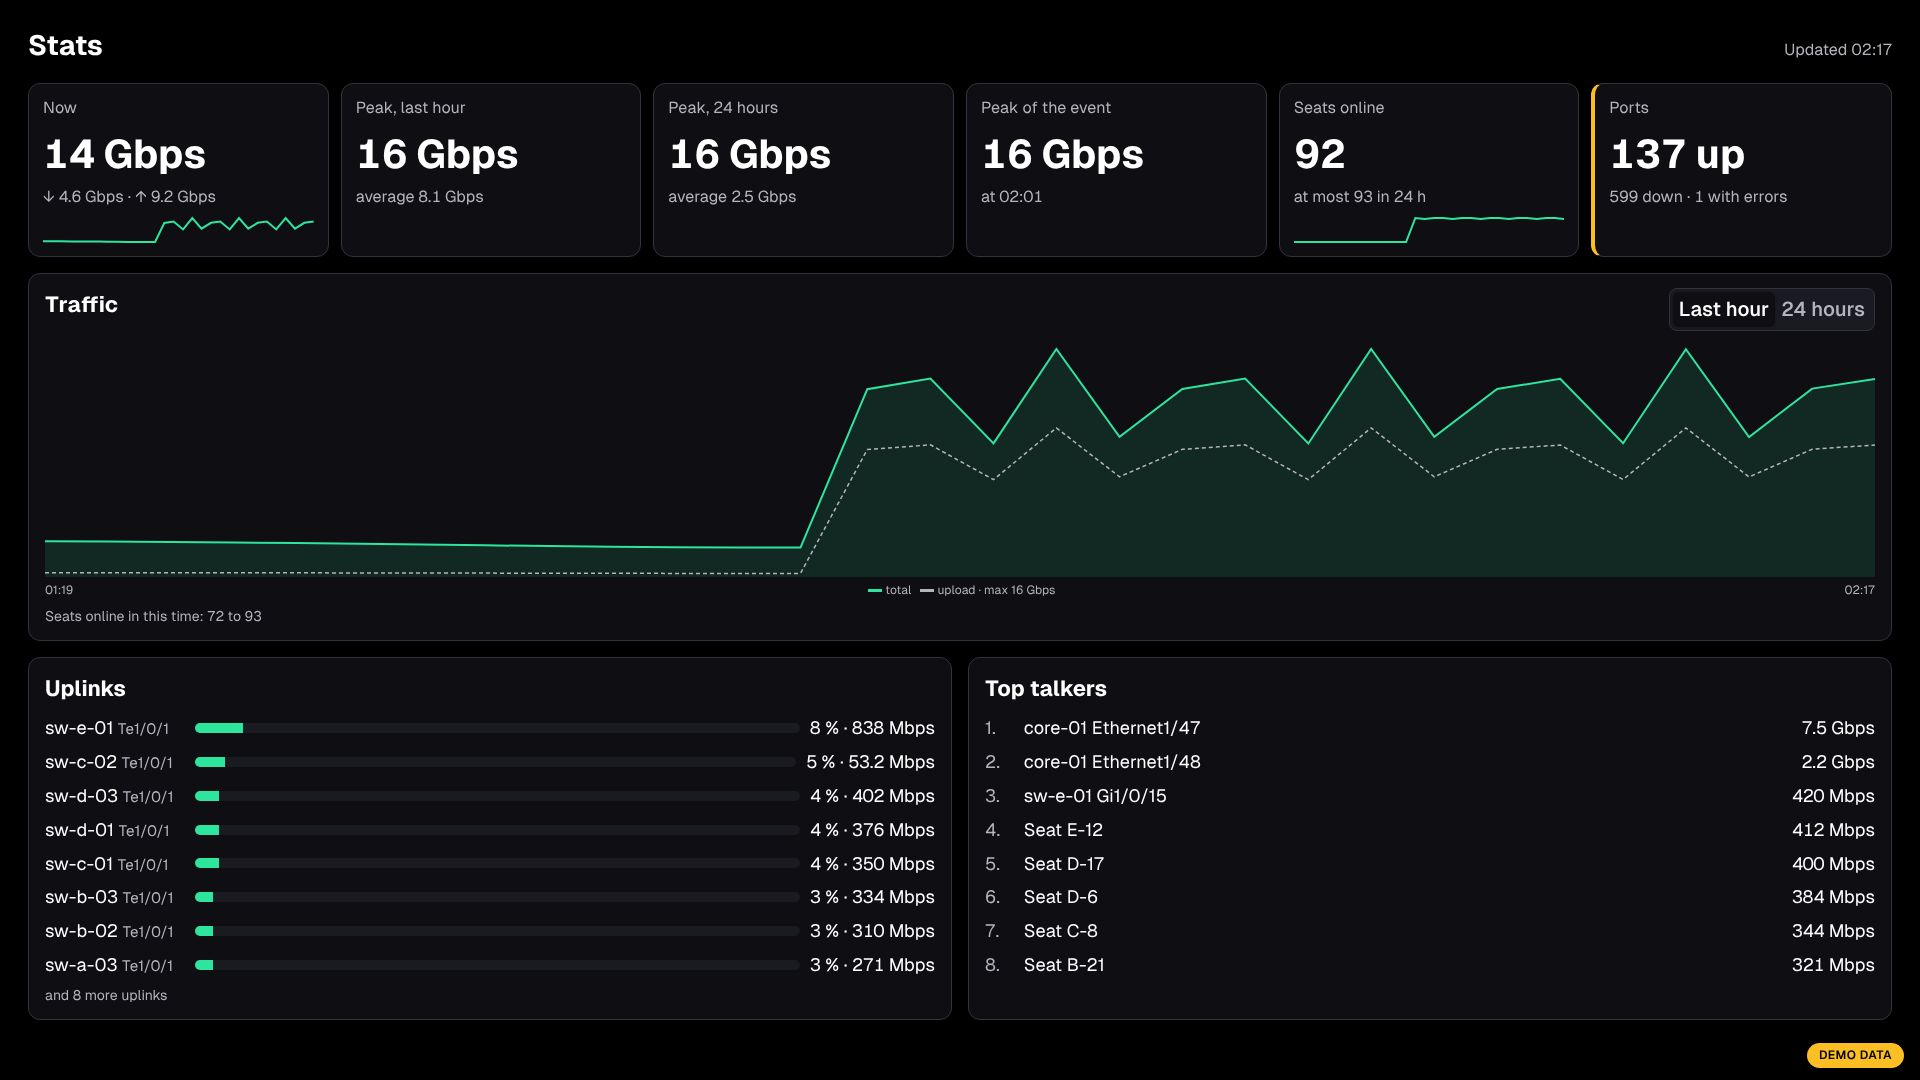 Stats
Updated 02:17
Now
14 Gbps
↓ 4.6 Gbps · ↑ 9.2 Gbps
Peak, last hour
16 Gbps
average 8.1 Gbps
Peak, 24 hours
16 Gbps
average 2.5 Gbps
Peak of the event
16 Gbps
at 02:01
Seats online
92
at most 93 in 24 h
Ports
137 up
599 down · 1 with errors
Traffic
Last hour 24 hours
01:19
total upload · max 16 Gbps
02:17
Seats online in this time: 72 to 93
Uplinks
sw-e-01 Te1/0/1 8 % · 838 Mbps
sw-c-02 Te1/0/1 5 % · 53.2 Mbps
sw-d-03 Te1/0/1 4 % · 402 Mbps
sw-d-01 Te1/0/1 4 % · 376 Mbps
sw-c-01 Te1/0/1 4 % · 350 Mbps
sw-b-03 Te1/0/1 3 % · 334 Mbps
sw-b-02 Te1/0/1 3 % · 310 Mbps
sw-a-03 Te1/0/1 3 % · 271 Mbps
and 8 more uplinks
Top talkers
1. core-01 Ethernet1/47 7.5 Gbps
2. core-01 Ethernet1/48 2.2 Gbps
3. sw-e-01 Gi1/0/15 420 Mbps
4. Seat E-12 412 Mbps
5. Seat D-17 400 Mbps
6. Seat D-6 384 Mbps
7. Seat C-8 344 Mbps
8. Seat B-21 321 Mbps
DEMO DATA